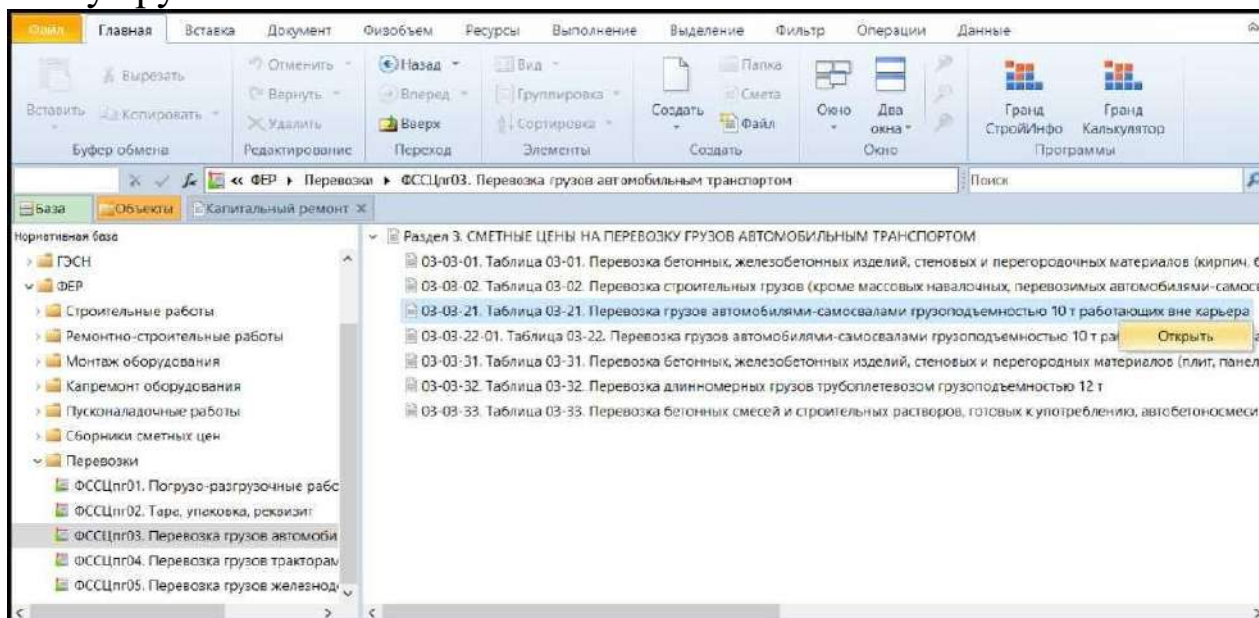 Файл Главная Вставка Документ Физобъем Ресурсы Выполнение Выделение Фильтр Операции Данные
Вставить Вырезать Копировать
Буфер обмена
Отменить
Вернуть
Удалить
Редактирование
Назад
Вперед
Вверх
Переход
Вид
Группировка
Сортировка
Элементы
Создать
Папка
Смета
Файл
Создать
Окно
Два окна
Окно
Гранд СтройИнфо
Гранд Калькулятор
Программы
fx « ФЕР ▸ Перевозки ▸ ФССЦпг03. Перевозка грузов автомобильным транспортом
Поиск
База Объекты Капитальный ремонт ×
Нормативная база
ГЭСН
ФЕР
Строительные работы
Ремонтно-строительные работы
Монтаж оборудования
Капремонт оборудования
Пусконаладочные работы
Сборники сметных цен
Перевозки
ФССЦпг01. Погрузо-разгрузочные рабо
ФССЦпг02. Тара, упаковка, реквизит
ФССЦпг03. Перевозка грузов автомоби
ФССЦпг04. Перевозка грузов тракторам
ФССЦпг05. Перевозка грузов железнод
Раздел 3. СМЕТНЫЕ ЦЕНЫ НА ПЕРЕВОЗКУ ГРУЗОВ АВТОМОБИЛЬНЫМ ТРАНСПОРТОМ
03-03-01. Таблица 03-01. Перевозка бетонных, железобетонных изделий, стеновых и перегородочных материалов (кирпич,
03-03-02. Таблица 03-02. Перевозка строительных грузов (кроме массовых навалочных, перевозимых автомобилями-самосв
03-03-21. Таблица 03-21. Перевозка грузов автомобилями-самосвалами грузоподъемностью 10 т работающих вне карьера
03-03-22-01. Таблица 03-22. Перевозка грузов автомобилями-самосвалами грузоподъемностью 10 т ра
Открыть
03-03-31. Таблица 03-31. Перевозка бетонных, железобетонных изделий, стеновых и перегородных материалов (плит, панел
03-03-32. Таблица 03-32. Перевозка длинномерных грузов трубоплетевозом грузоподъемностью 12 т
03-03-33. Таблица 03-33. Перевозка бетонных смесей и строительных растворов, готовых к употреблению, автобетоносмеси